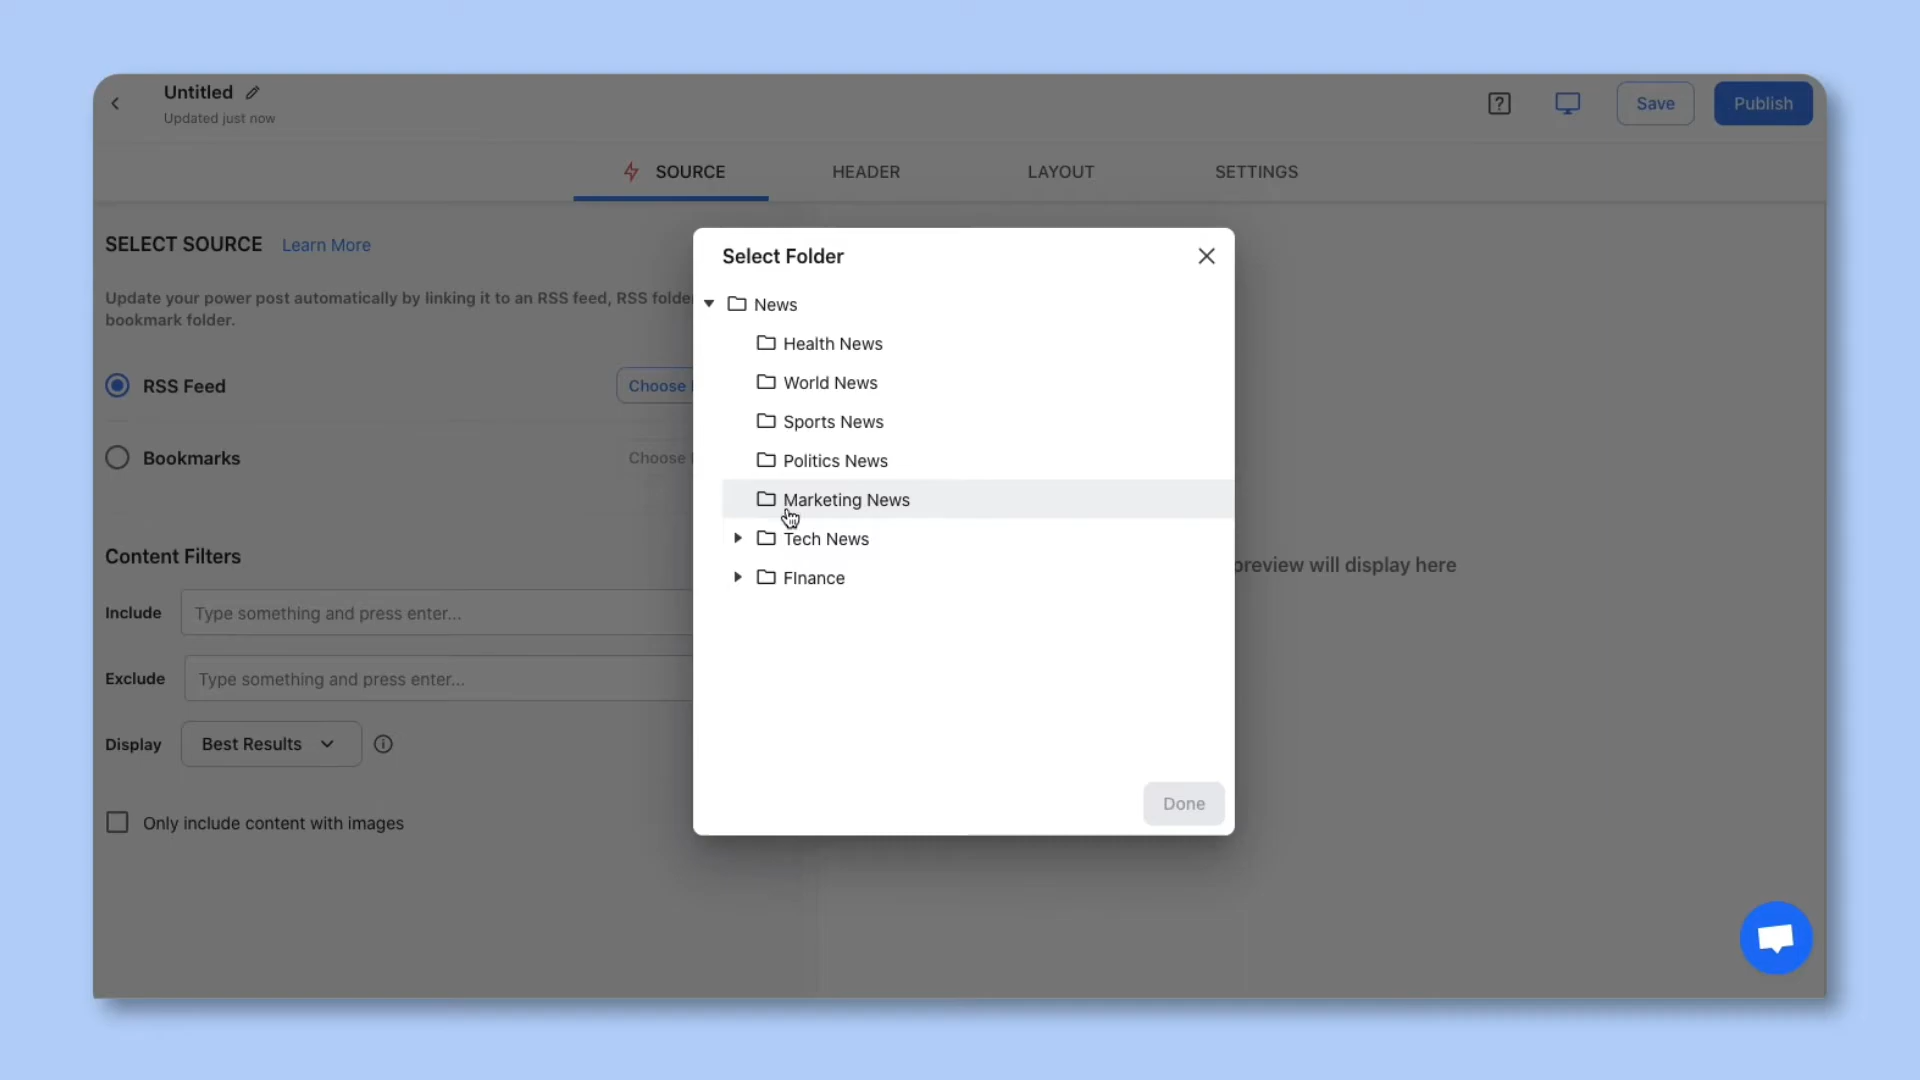 Untitled
Updated just now
Save
Publish
SOURCE
HEADER
LAYOUT
SETTINGS
SELECT SOURCE
Learn More
Update your power post automatically by linking it to an RSS feed, RSS folde
bookmark folder.
RSS Feed
Choose
Bookmarks
Choose
Content Filters
Include
Type something and press enter...
Exclude
Type something and press enter...
Display
Best Results
Only include content with images
Select Folder
News
Health News
World News
Sports News
Politics News
Marketing News
Tech News
FInance
Done
preview will display here